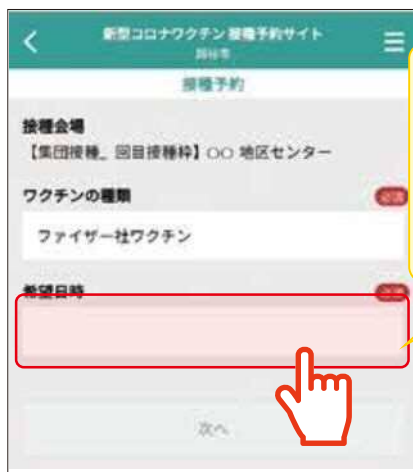 新型コロナワクチン 接種予約サイト
接種予約
接種会場
【集団接種_ 回目接種枠】○○ 地区センター
ワクチンの種類
必須
ファイザー社ワクチン
希望日時
必須
次へ